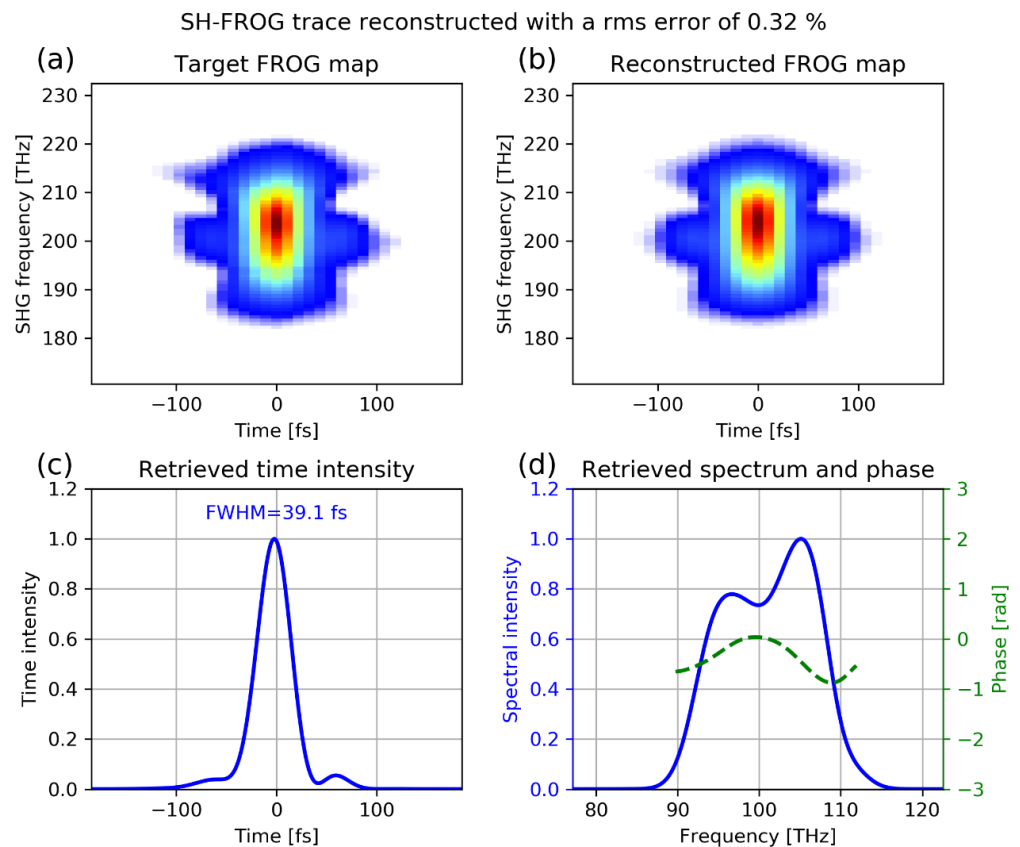 SH-FROG trace reconstructed with a rms error of 0.32 %
(a)
Target FROG map
230
220
210
200
190
180
SHG frequency [THz]
−100
0
100
Time [fs]
(b)
Reconstructed FROG map
230
220
210
200
190
180
SHG frequency [THz]
−100
0
100
Time [fs]
(c)
Retrieved time intensity
FWHM=39.1 fs
1.2
1.0
0.8
0.6
0.4
0.2
0.0
Time intensity
−100
0
100
Time [fs]
(d)
Retrieved spectrum and phase
1.2
1.0
0.8
0.6
0.4
0.2
0.0
Spectral intensity
3
2
1
0
−1
−2
−3
Phase [rad]
80
90
100
110
120
Frequency [THz]